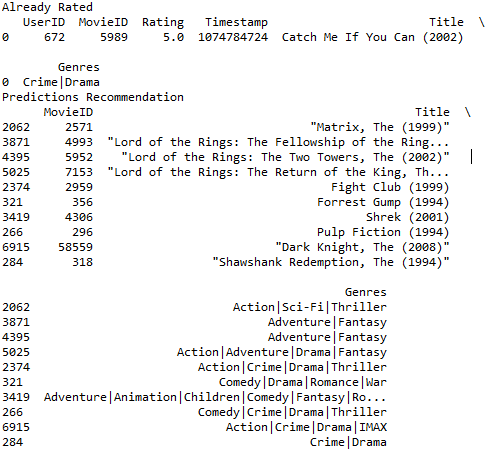 Already Rated
UserID MovieID Rating Timestamp Title \
0 672 5989 5.0 1074784724 Catch Me If You Can (2002)
Genres
0 Crime|Drama
Predictions Recommendation
MovieID Title \
2062 2571 "Matrix, The (1999)"
3871 4993 "Lord of the Rings: The Fellowship of the Ring...
4395 5952 "Lord of the Rings: The Two Towers, The (2002)"
5025 7153 "Lord of the Rings: The Return of the King, Th...
2374 2959 Fight Club (1999)
321 356 Forrest Gump (1994)
3419 4306 Shrek (2001)
266 296 Pulp Fiction (1994)
6915 58559 "Dark Knight, The (2008)"
284 318 "Shawshank Redemption, The (1994)"
Genres
2062 Action|Sci-Fi|Thriller
3871 Adventure|Fantasy
4395 Adventure|Fantasy
5025 Action|Adventure|Drama|Fantasy
2374 Action|Crime|Drama|Thriller
321 Comedy|Drama|Romance|War
3419 Adventure|Animation|Children|Comedy|Fantasy|Ro...
266 Comedy|Crime|Drama|Thriller
6915 Action|Crime|Drama|IMAX
284 Crime|Drama